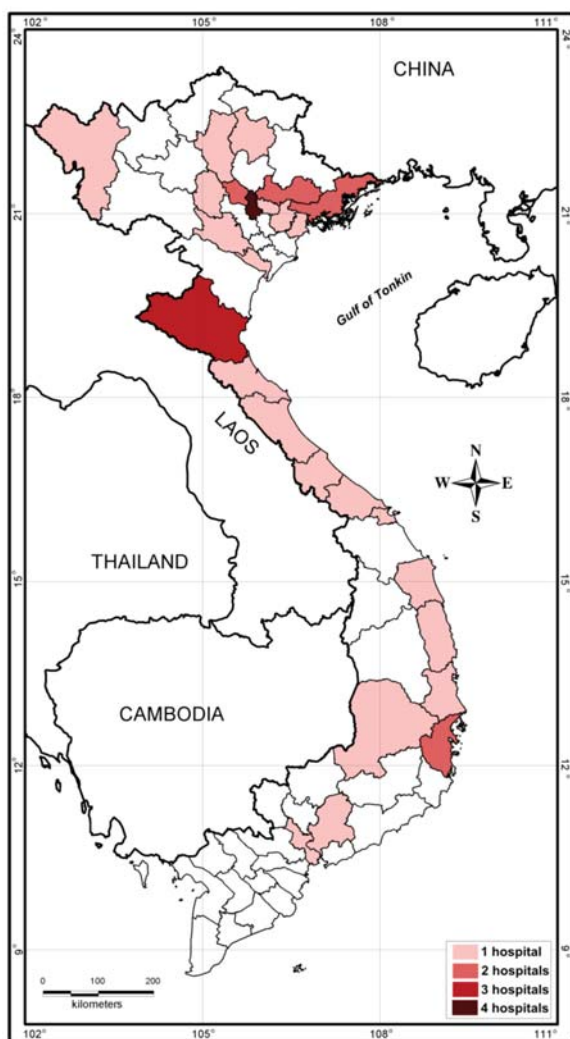 102° 105° 108° 111°
24° 24°
CHINA
21° 21°
Gulf of Tonkin
18° 18°
LAOS
N
W E
S
THAILAND
15° 15°
CAMBODIA
12° 12°
9° 9°
1 hospital
2 hospitals
3 hospitals
4 hospitals
0 100 200
kilometers
102° 105° 108° 111°